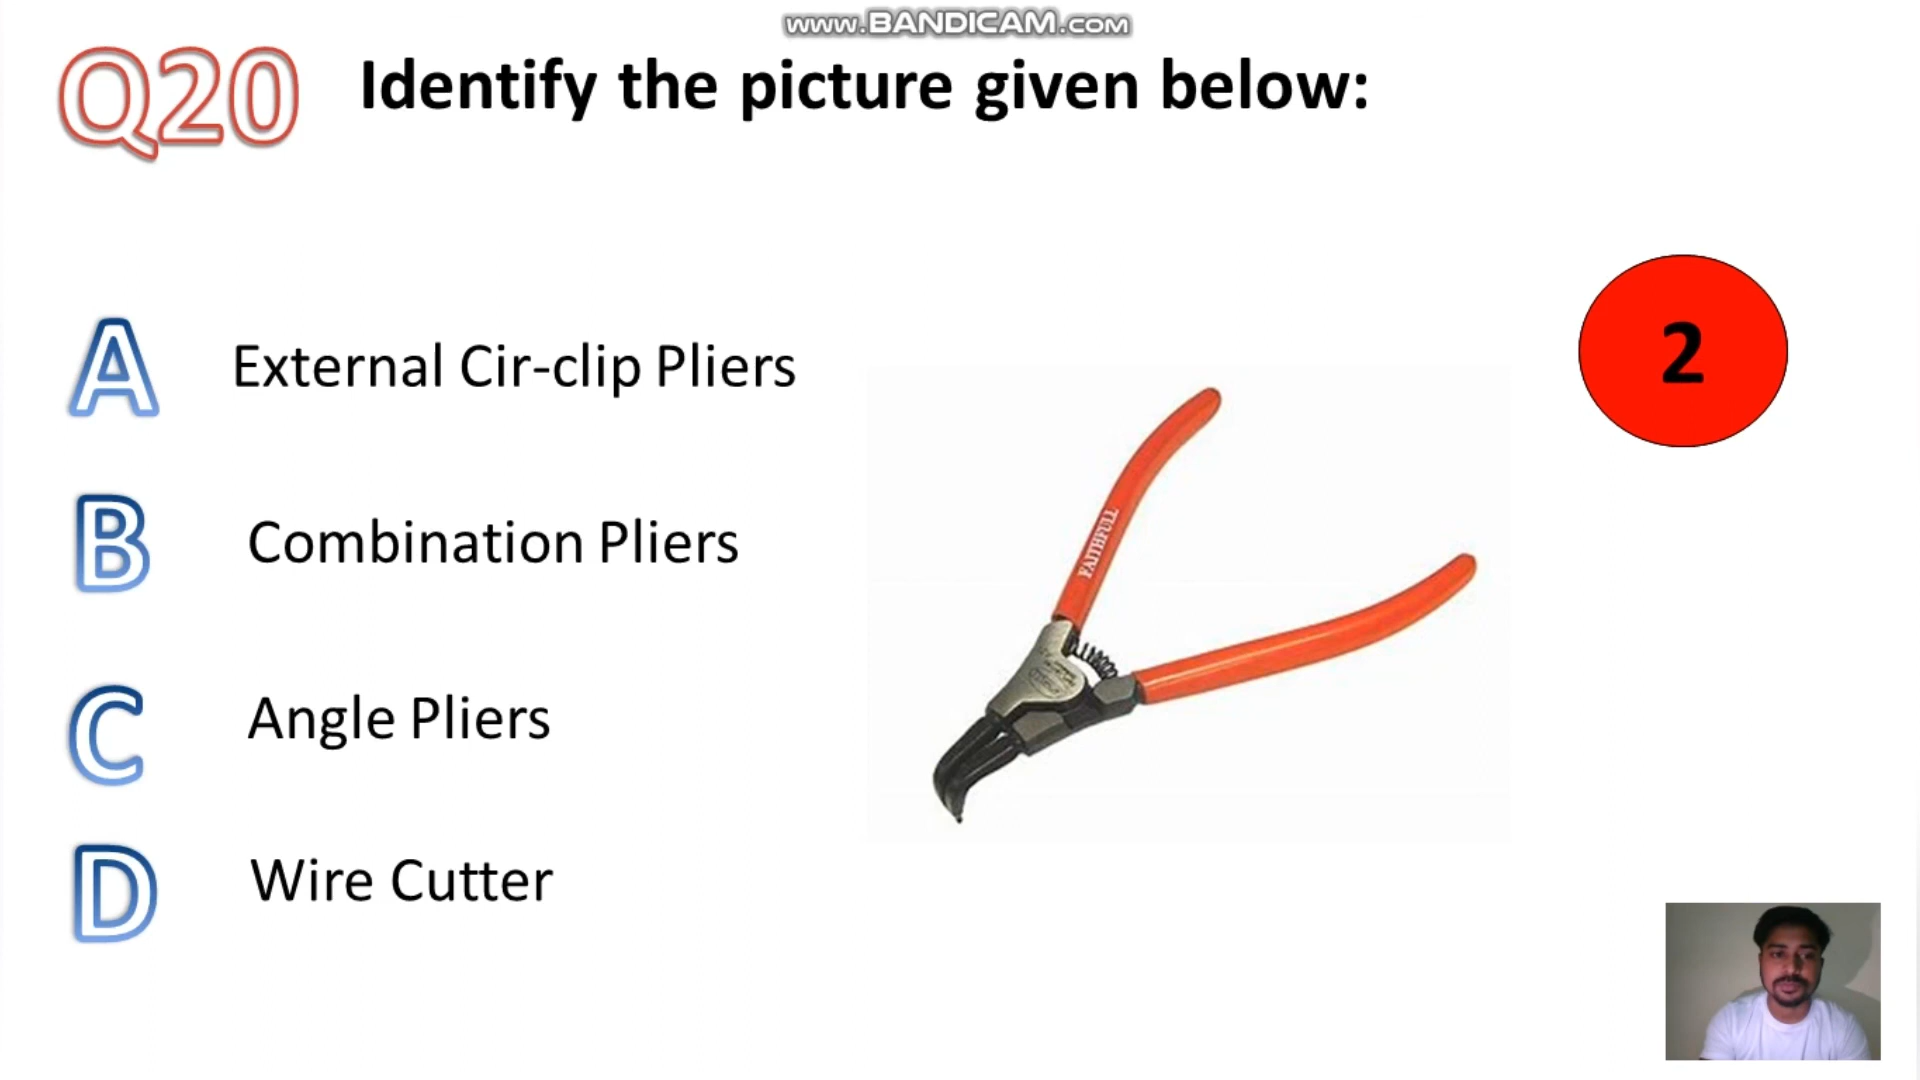 www.BANDICAM.com
Q20 Identify the picture given below:
2
A External Cir-clip Pliers
B Combination Pliers
C Angle Pliers
D Wire Cutter
FAITHFULL